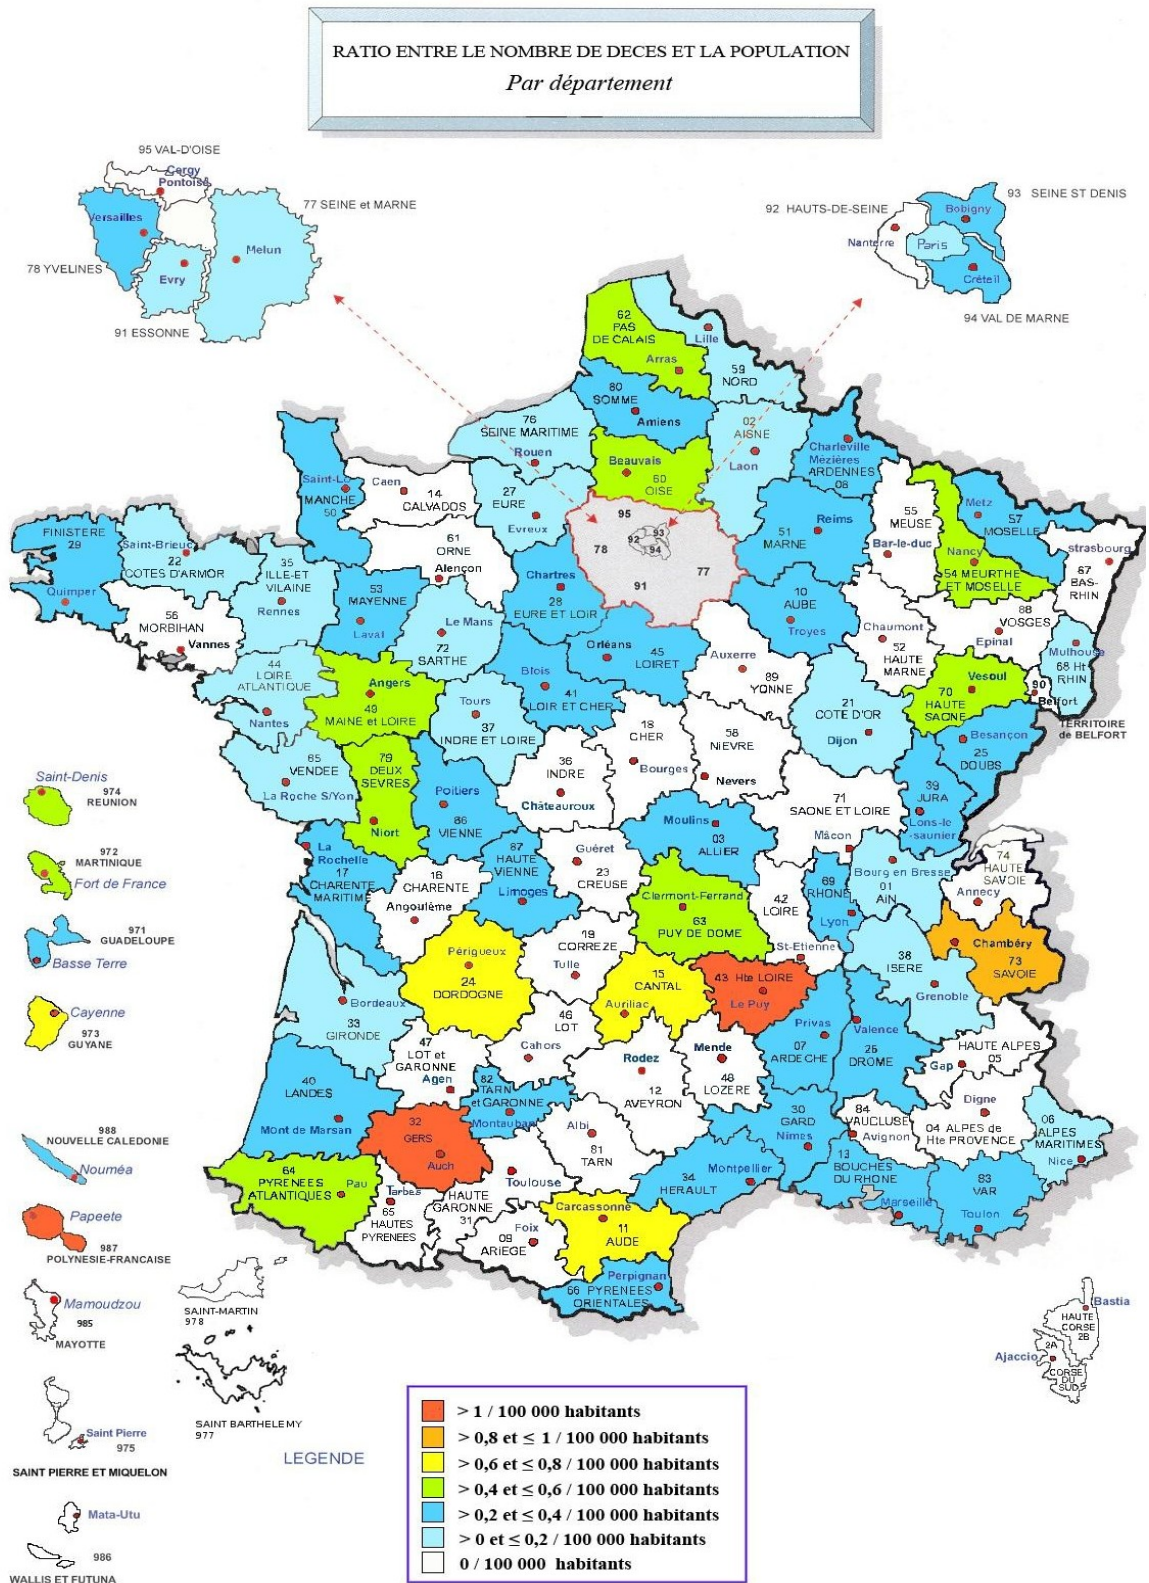 RATIO ENTRE LE NOMBRE DE DECES ET LA POPULATION
Par département
95 VAL-D'OISE
Cergy
Pontoise
77 SEINE et MARNE
Versailles
Melun
78 YVELINES
Evry
91 ESSONNE
93 SEINE ST DENIS
92 HAUTS-DE-SEINE
Bobigny
Nanterre
Paris
Créteil
94 VAL DE MARNE
62
PAS
DE CALAIS
Arras
Lille
59
NORD
80
SOMME
Amiens
76
SEINE MARITIME
Rouen
02
AISNE
Laon
Charleville
Mézières
ARDENNES
08
Beauvais
60
OISE
Saint-Lo
MANCHE
50
Caen
14
CALVADOS
27
EURE
Evreux
95
92
93
94
78
91
77
51
MARNE
Reims
55
MEUSE
Bar-le-duc
Metz
57
MOSELLE
Nancy
54 MEURTHE
ET MOSELLE
strasbourg
67
BAS-
RHIN
FINISTERE
29
Quimper
Saint-Brieuc
22
COTES D'ARMOR
35
ILLE-ET
VILAINE
Rennes
61
ORNE
Alençon
53
MAYENNE
Laval
Chartres
28
EURE ET LOIR
10
AUBE
Troyes
88
VOSGES
Epinal
56
MORBIHAN
Vannes
Le Mans
72
SARTHE
Orléans
45
LOIRET
Chaumont
52
HAUTE
MARNE
Mulhouse
68 Ht
RHIN
44
LOIRE
ATLANTIQUE
Nantes
Angers
49
MAINE et LOIRE
Blois
41
LOIR ET CHER
Auxerre
89
YONNE
Vesoul
70
HAUTE
SAONE
90
Belfort
TERRITOIRE
de BELFORT
Tours
37
INDRE ET LOIRE
21
COTE D'OR
Dijon
Besançon
25
DOUBS
65
VENDEE
La Roche S/Yon
79
DEUX
SEVRES
Niort
Poitiers
86
VIENNE
36
INDRE
Châteauroux
18
CHER
Bourges
58
NIEVRE
Nevers
71
SAONE ET LOIRE
Mâcon
39
JURA
Lons-le
-saunier
Saint-Denis
974
REUNION
972
MARTINIQUE
Fort de France
971
GUADELOUPE
Basse Terre
Cayenne
973
GUYANE
988
NOUVELLE CALEDONIE
Nouméa
Papeete
987
POLYNESIE-FRANCAISE
Mamoudzou
985
MAYOTTE
Saint Pierre
975
SAINT PIERRE ET MIQUELON
Mata-Utu
986
WALLIS ET FUTUNA
SAINT-MARTIN
978
SAINT BARTHELEMY
977
La
Rochelle
17
CHARENTE
MARITIME
16
CHARENTE
Angoulême
87
HAUTE
VIENNE
Limoges
Guéret
23
CREUSE
Moulins
03
ALLIER
Clermont-Ferrand
63
PUY DE DOME
42
LOIRE
St-Etienne
69
RHONE
Lyon
Bourg en Bresse
01
AIN
74
HAUTE
SAVOIE
Annecy
Chambéry
73
SAVOIE
Périgueux
24
DORDOGNE
19
CORREZE
Tulle
15
CANTAL
Auriliac
43 Hte LOIRE
Le Puy
38
ISERE
Grenoble
Bordeaux
33
GIRONDE
46
LOT
Cahors
47
LOT et
GARONNE
Agen
Rodez
12
AVEYRON
Mende
48
LOZERE
Privas
07
ARDECHE
Valence
26
DROME
HAUTE ALPES
05
Gap
40
LANDES
Mont de Marsan
82
TARN
et GARONNE
Montauban
Albi
81
TARN
30
GARD
Nimes
84
VAUCLUSE
Avignon
Digne
04 ALPES de
Hte PROVENCE
06
ALPES
MARITIMES
Nice
32
GERS
Auch
64
PYRENEES
ATLANTIQUES
Pau
Tarbes
65
HAUTES
PYRENEES
HAUTE
GARONNE
31
Toulouse
Foix
09
ARIEGE
Carcassonne
11
AUDE
Perpignan
66 PYRENEES
ORIENTALES
34
HERAULT
Montpellier
13
BOUCHES
DU RHONE
Marseille
83
VAR
Toulon
Bastia
HAUTE
CORSE
2B
Ajaccio
2A
CORSE
DU
SUD
LEGENDE
> 1 / 100 000 habitants
> 0,8 et ≤ 1 / 100 000 habitants
> 0,6 et ≤ 0,8 / 100 000 habitants
> 0,4 et ≤ 0,6 / 100 000 habitants
> 0,2 et ≤ 0,4 / 100 000 habitants
> 0 et ≤ 0,2 / 100 000 habitants
0 / 100 000 habitants